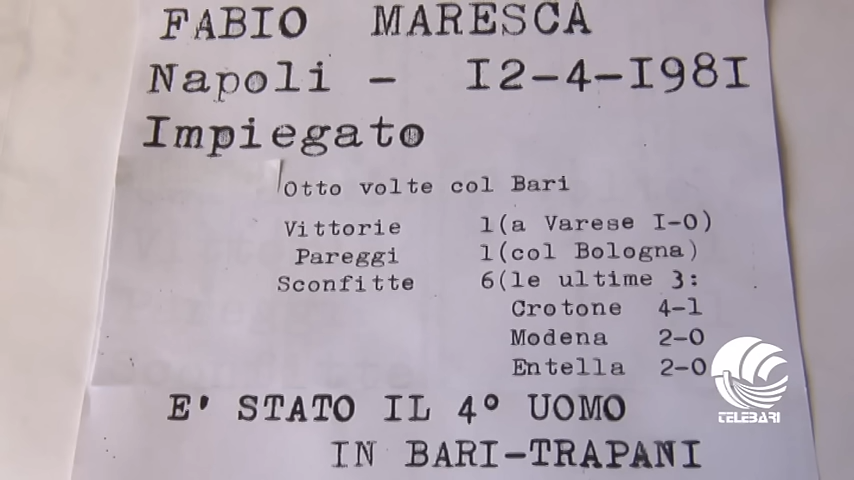 FABIO MARESCA
Napoli - I2-4-I98I
Impiegato
Otto volte col Bari
Vittorie 1(a Varese I-0)
Pareggi 1(col Bologna)
Sconfitte 6(le ultime 3:
Crotone 4-1
Modena 2-0
Entella 2-0
E' STATO IL 4° UOMO
IN BARI-TRAPANI
TELEBARI